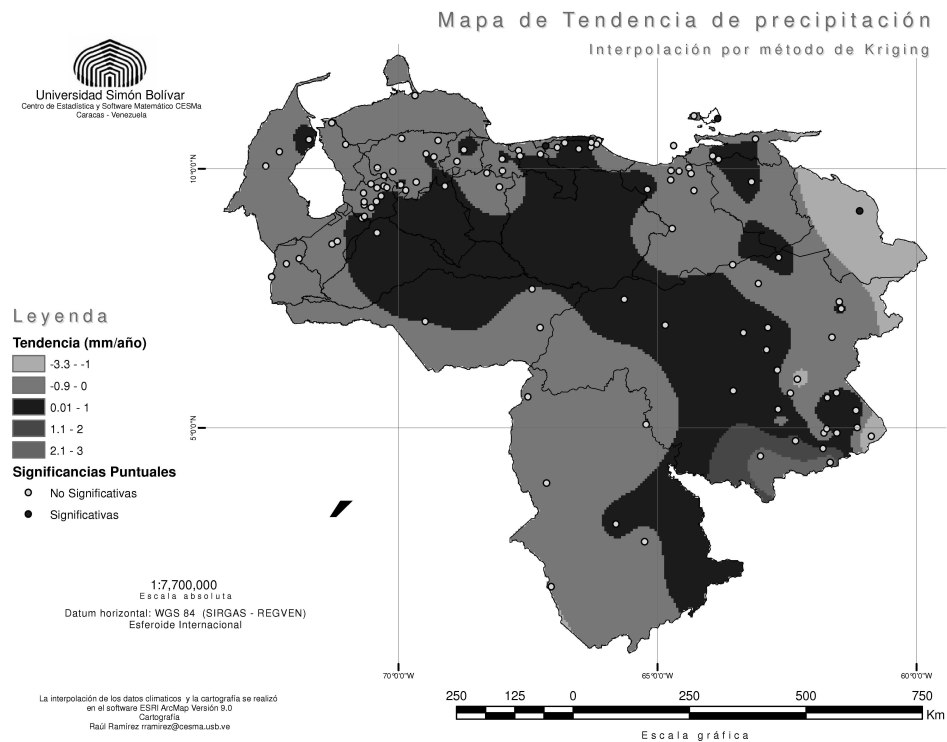 Mapa de Tendencia de precipitación
Interpolación por método de Kriging
Universidad Simón Bolívar
Centro de Estadística y Software Matemático CESMa
Caracas - Venezuela
10°0'0"N
5°0'0"N
Leyenda
Tendencia (mm/año)
-3.3 - -1
-0.9 - 0
0.01 - 1
1.1 - 2
2.1 - 3
Significancias Puntuales
No Significativas
Significativas
1:7,700,000
Escala absoluta
Datum horizontal: WGS 84 (SIRGAS - REGVEN)
Esferoide Internacional
70°0'0"W 65°0'0"W 60°0'0"W
La interpolación de los datos climaticos y la cartografía se realizó
en el software ESRI ArcMap Versión 9.0
Cartografía
Raúl Ramírez rramirez@cesma.usb.ve
250 125 0 250 500 750
Km
Escala gráfica